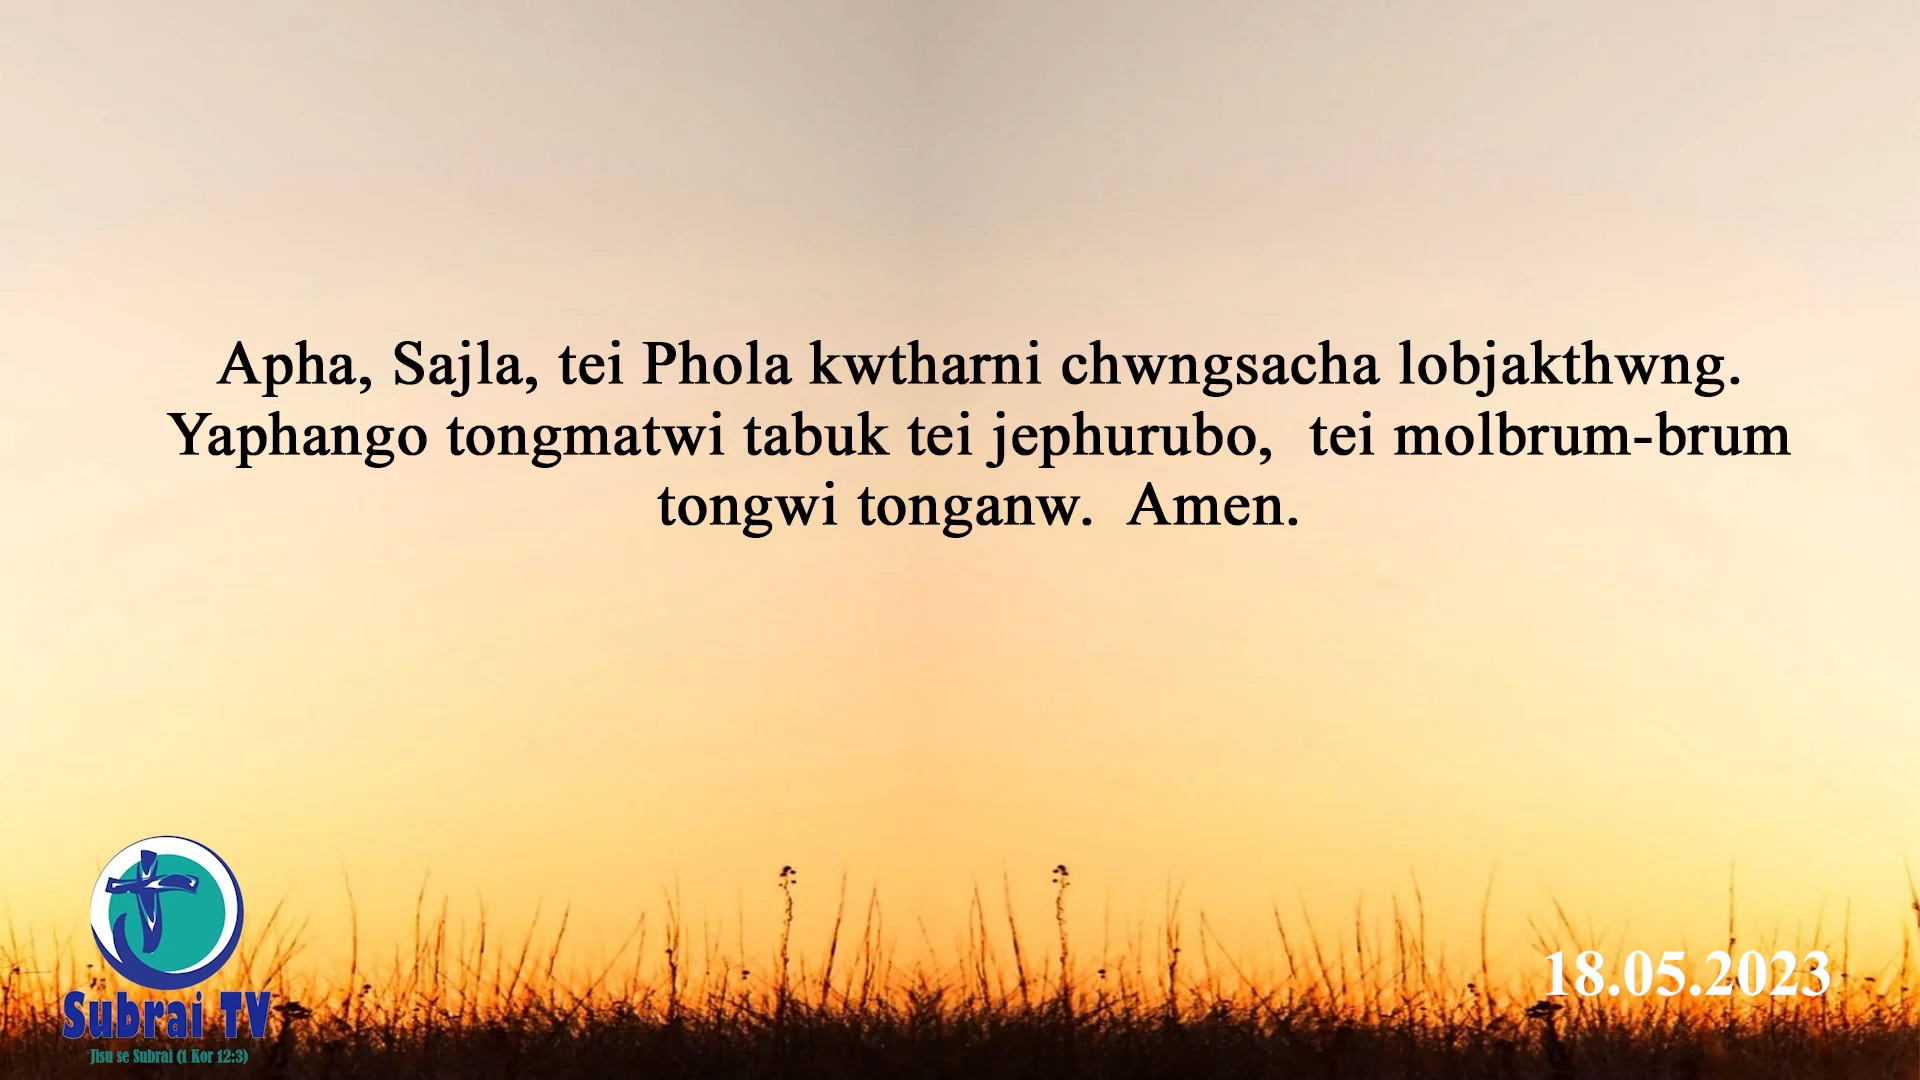 Apha, Sajla, tei Phola kwtharni chwngsacha lobjakthwng.
Yaphango tongmatwi tabuk tei jephurubo,  tei molbrum-brum
tongwi tonganw.  Amen.
Subrai TV
Jisu se Subrai (1 Kor 12:3)
18.05.2023